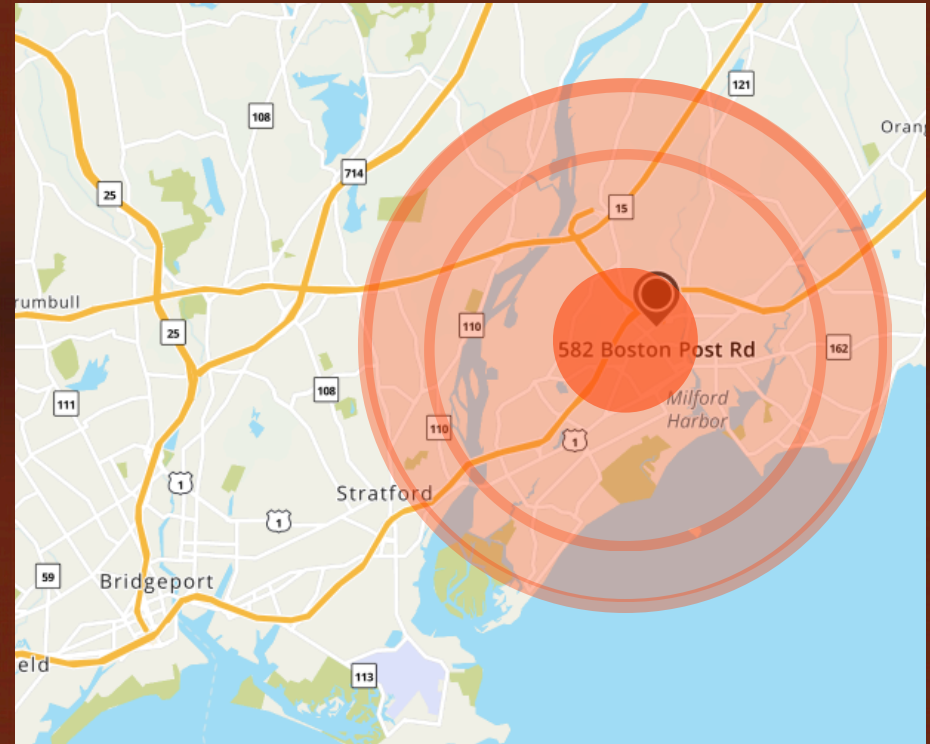 121
108
Orang
714
25
15
rumbull
110
25
162
582 Boston Post Rd
108
Milford
Harbor
111
110
1
1
Stratford
1
59
Bridgeport
eld
113